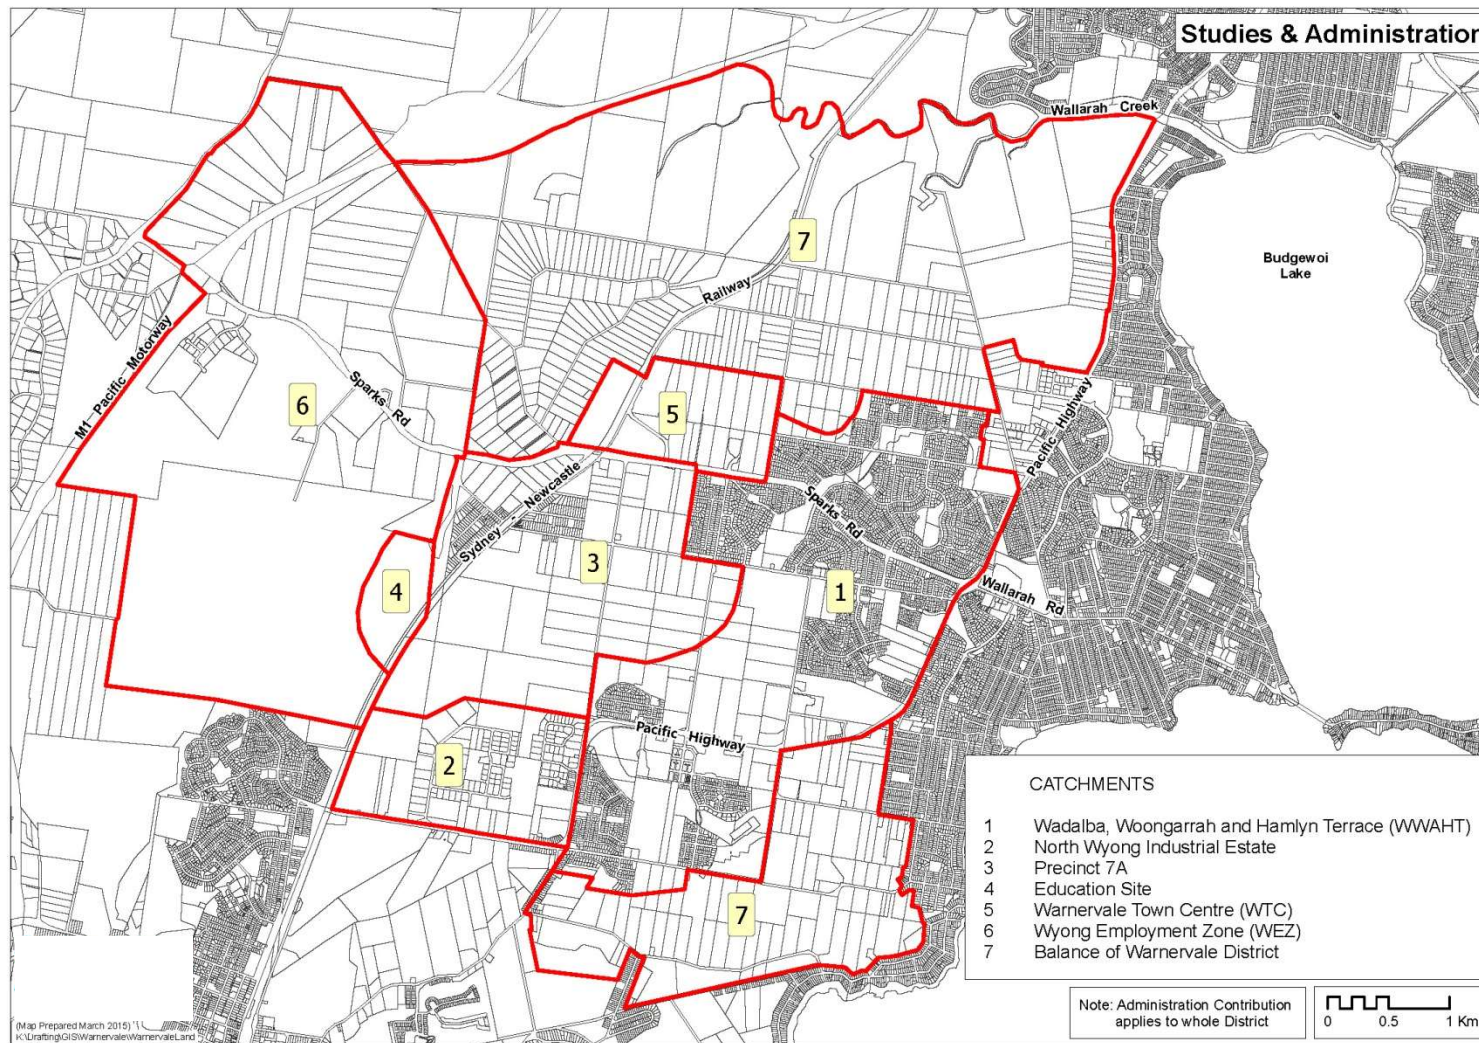 Studies & Administration
Wallarah Creek
7
Budgewoi
Lake
Railway
M1 Pacific Motorway
6
Sparks Rd
5
Pacific Highway
Sydney - Newcastle
Sparks Rd
3
4
1
Wallarah Rd
Pacific Highway
2
7
CATCHMENTS
1 Wadalba, Woongarrah and Hamlyn Terrace (WWAHT)
2 North Wyong Industrial Estate
3 Precinct 7A
4 Education Site
5 Warnervale Town Centre (WTC)
6 Wyong Employment Zone (WEZ)
7 Balance of Warnervale District
Note: Administration Contribution
applies to whole District
0 0.5 1 Km
(Map Prepared March 2015)
K:\Drafting\GIS\Warnervale\WarnervaleLand